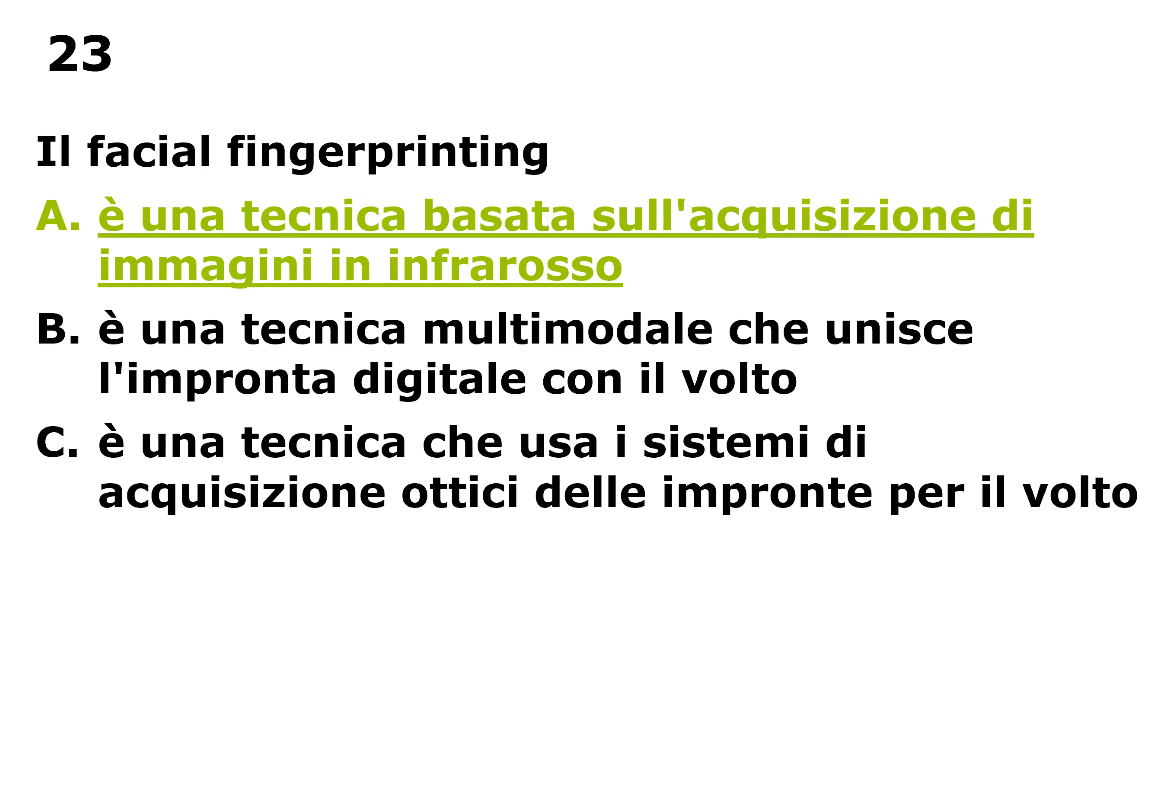 23
Il facial fingerprinting
A. è una tecnica basata sull'acquisizione di
immagini in infrarosso
B. è una tecnica multimodale che unisce
l'impronta digitale con il volto
C. è una tecnica che usa i sistemi di
acquisizione ottici delle impronte per il volto